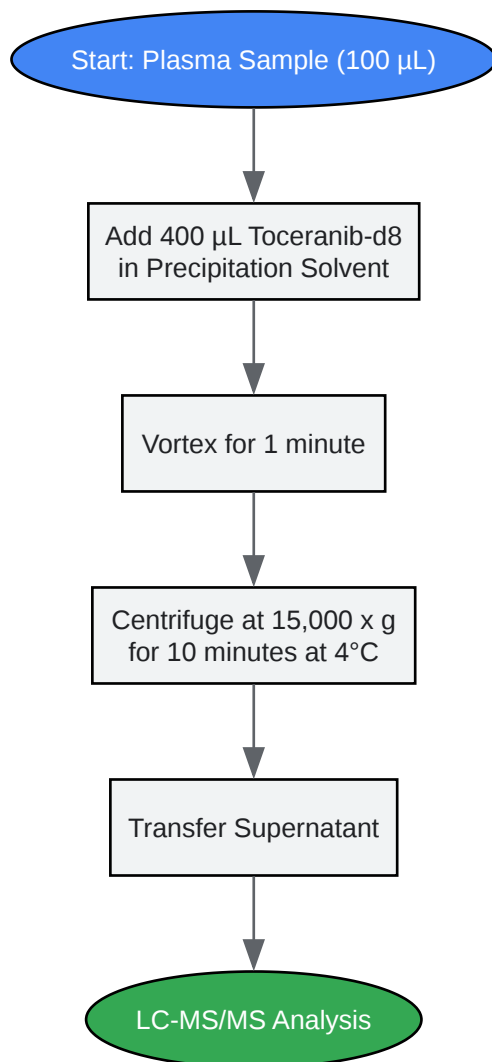 Start: Plasma Sample (100 µL)
Add 400 µL Toceranib-d8
in Precipitation Solvent
Vortex for 1 minute
Centrifuge at 15,000 x g
for 10 minutes at 4°C
Transfer Supernatant
LC-MS/MS Analysis